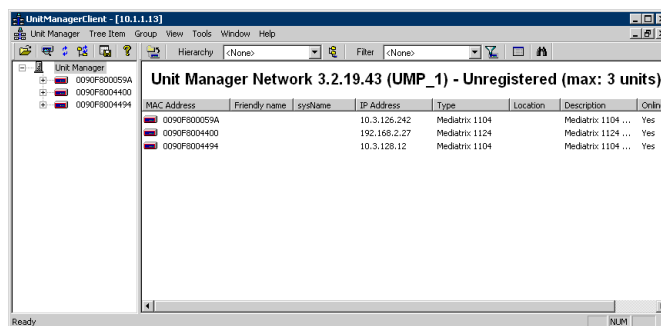 UnitManagerClient - [10.1.1.13]
Unit Manager Tree Item Group View Tools Window Help
Hierarchy <None> Filter <None>
Unit Manager
0090F800059A
0090F8004400
0090F8004494
Unit Manager Network 3.2.19.43 (UMP_1) - Unregistered (max: 3 units)
MAC Address Friendly name sysName IP Address Type Location Description Onlin
0090F800059A 10.3.126.242 Mediatrix 1104 Mediatrix 1104 ... Yes
0090F8004400 192.168.2.27 Mediatrix 1124 Mediatrix 1124 ... Yes
0090F8004494 10.3.128.12 Mediatrix 1104 Mediatrix 1104 ... Yes
Ready NUM